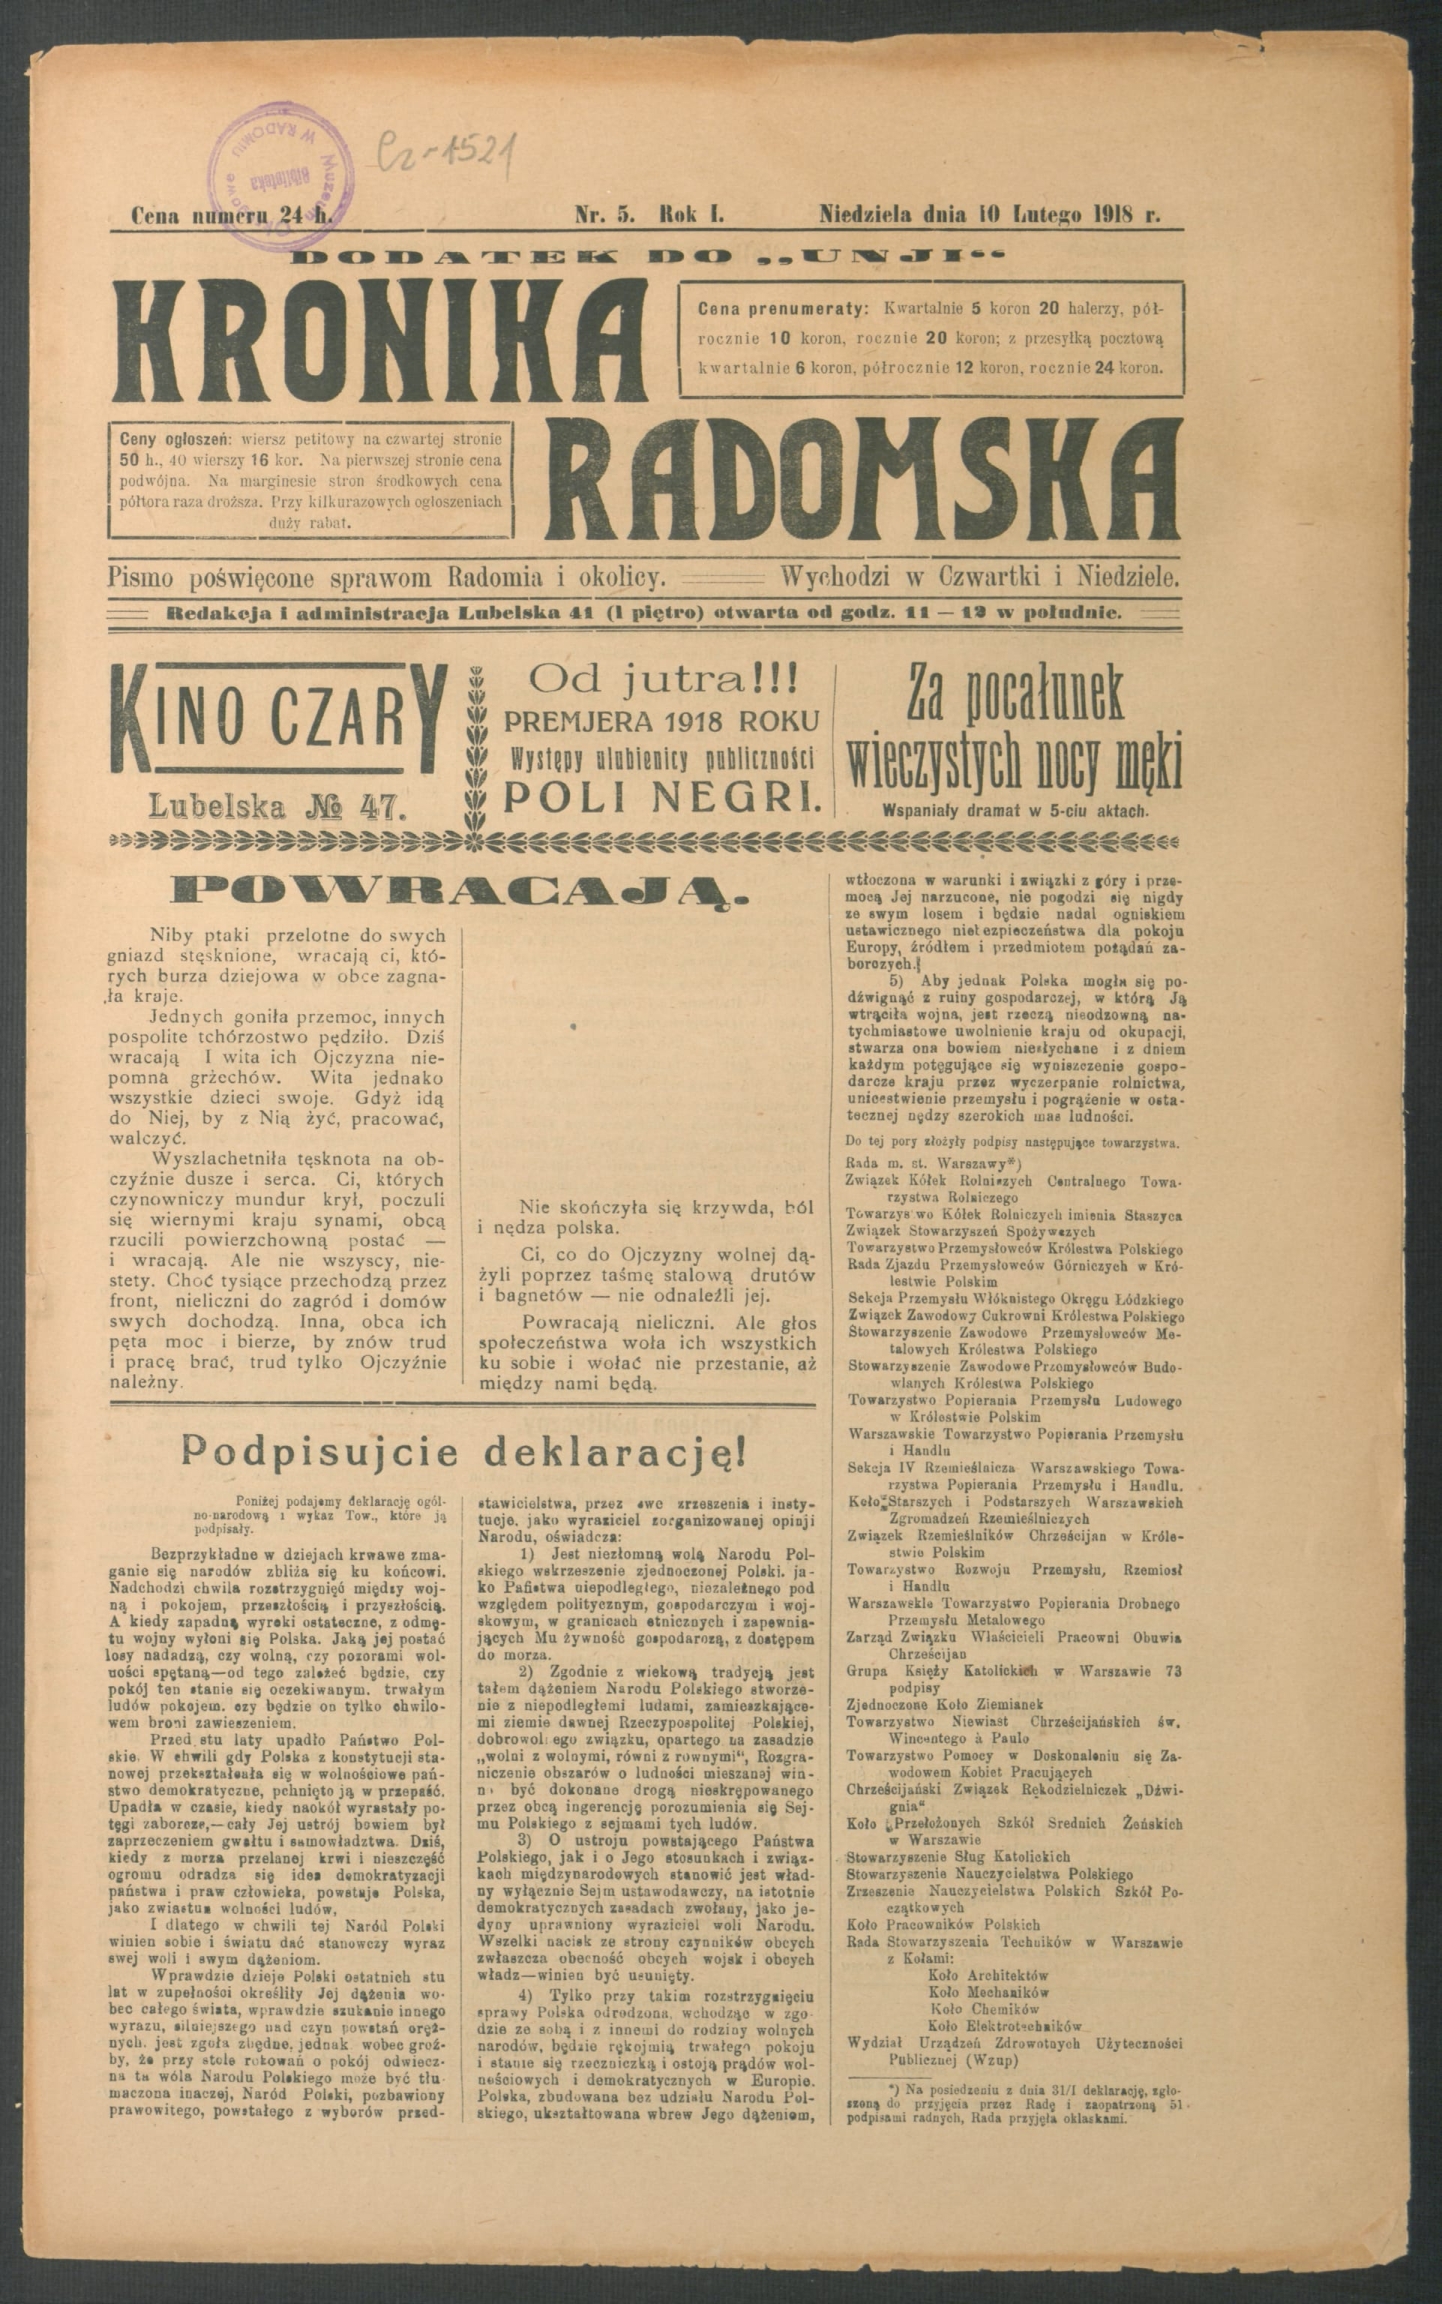 Cz-1521
Cena numeru 24 h.
Nr. 5. Rok I.
Niedziela dnia 10 Lutego 1918 r.
DODATEK DO „UNJI“
KRONIKA
Cena prenumeraty: Kwartalnie 5 koron 20 halerzy, pół-
rocznie 10 koron, rocznie 20 koron; z przesyłką pocztową
kwartalnie 6 koron, półrocznie 12 koron, rocznie 24 koron.
Ceny ogłoszeń: wiersz petitowy na czwartej stronie
50 h., 40 wierszy 16 kor. Na pierwszej stronie cena
podwójna. Na marginesie stron środkowych cena
półtora raza droższa. Przy kilkurazowych ogłoszeniach
duży rabat.
RADOMSKA
Pismo poświęcone sprawom Radomia i okolicy. Wychodzi w Czwartki i Niedziele.
Redakcja i administracja Lubelska 41 (I piętro) otwarta od godz. 11 — 12 w południe.
KINO CZARY
Lubelska № 47.
Od jutra!!!
PREMJERA 1918 ROKU
Występy ulubienicy publiczności
POLI NEGRI.
Za pocałunek
wieczystych nocy męki
Wspaniały dramat w 5-ciu aktach.
POWRACAJĄ.
Niby ptaki przelotne do swych
gniazd stęsknione, wracają ci, któ-
rych burza dziejowa w obce zagna-
ła kraje.
Jednych goniła przemoc, innych
pospolite tchórzostwo pędziło. Dziś
wracają I wita ich Ojczyzna nie-
pomna grzechów. Wita jednako
wszystkie dzieci swoje. Gdyż idą
do Niej, by z Nią żyć, pracować,
walczyć.
Wyszlachetniła tęsknota na ob-
czyźnie dusze i serca. Ci, których
czynowniczy mundur krył, poczuli
się wiernymi kraju synami, obcą
rzucili powierzchowną postać —
i wracają. Ale nie wszyscy, nie-
stety. Choć tysiące przechodzą przez
front, nieliczni do zagród i domów
swych dochodzą. Inna, obca ich
pęta moc i bierze, by znów trud
i pracę brać, trud tylko Ojczyźnie
należny.
Nie skończyła się krzywda, ból
i nędza polska.
Ci, co do Ojczyzny wolnej dą-
żyli poprzez taśmę stalową drutów
i bagnetów — nie odnaleźli jej.
Powracają nieliczni. Ale głos
społeczeństwa woła ich wszystkich
ku sobie i wołać nie przestanie, aż
między nami będą.
Podpisujcie deklarację!
Poniżej podajemy deklarację ogól-
no-narodową i wykaz Tow., które ją
podpisały.
Bezprzykładne w dziejach krwawe zma-
ganie się narodów zbliża się ku końcowi.
Nadchodzi chwila rozstrzygnięć między woj-
ną i pokojem, przeszłością i przyszłością.
A kiedy zapadną wyroki ostateczne, z odmę-
tu wojny wyłoni się Polska. Jaką jej postać
losy nadadzą, czy wolną, czy pozorami wol-
ności spętaną—od tego zależeć będzie, czy
pokój ten stanie się oczekiwanym. trwałym
ludów pokojem. czy będzie on tylko chwilo-
wem broni zawieszeniem.
Przed stu laty upadło Państwo Pol-
skie. W chwili gdy Polska z konstytucji sta-
nowej przekształcała się w wolnościowe pań-
stwo demokratyczne, pchnięto ją w przepaść.
Upadła w czasie, kiedy naokół wyrastały po-
tęgi zaborcze,—cały Jej ustrój bowiem był
zaprzeczeniem gwałtu i samowładztwa. Dziś,
kiedy z morza przelanej krwi i nieszczęść
ogromu odradza się idea demokratyzacji
państwa i praw człowieka, powstaje Polska,
jako zwiastun wolności ludów,
I dlatego w chwili tej Naród Polski
winien sobie i światu dać stanowczy wyraz
swej woli i swym dążeniom.
Wprawdzie dzieje Polski ostatnich stu
lat w zupełności określiły Jej dążenia wo-
bec całego świata, wprawdzie szukanie innego
wyrazu, silniejszego nad czyn powstań oręż-
nych. jest zgoła zbędne. jednak wobec groź-
by, że przy stole rokowań o pokój odwiecz-
na ta wóla Narodu Polskiego może być tłu
maczona inaczej, Naród Polski, pozbawiony
prawowitego, powstałego z wyborów przed-
stawicielstwa, przez swe zrzeszenia i insty-
tucje. jako wyraziciel zorganizowanej opinji
Narodu, oświadcza:
1) Jest niezłomną wolą Narodu Pol-
skiego wskrzeszenie zjednoczonej Polski. ja-
ko Państwa niepodległego, niezależnego pod
względem politycznym, gospodarczym i woj-
skowym, w granicach etnicznych i zapewnia-
jących Mu żywność gospodarczą, z dostępem
do morza.
2) Zgodnie z wiekową tradycją jest
tałem dążeniem Narodu Polskiego stworze-
nie z niepodległemi ludami, zamieszkające-
mi ziemie dawnej Rzeczypospolitej Polskiej,
dobrowolnego związku, opartego na zasadzie
„wolni z wolnymi, równi z równymi“, Rozgra-
niczenie obszarów o ludności mieszanej win-
no być dokonane drogą nieskrępowanego
przez obcą ingerencję porozumienia się Sej-
mu Polskiego z sejmami tych ludów.
3) O ustroju powstającego Państwa
Polskiego, jak i o Jego stosunkach i związ-
kach międzynarodowych stanowić jest wład-
ny wyłącznie Sejm ustawodawczy, na istotnie
demokratycznych zasadach zwołany, jako je-
dyny uprawniony wyraziciel woli Narodu.
Wszelki nacisk ze strony czynników obcych
zwłaszcza obecność obcych wojsk i obcych
władz—winien być usunięty.
4) Tylko przy takim rozstrzygnięciu
sprawy Polska odrodzona, wchodząc w zgo-
dzie ze sobą i z innemi do rodziny wolnych
narodów, będzie rękojmią trwałego pokoju
i stanie się rzeczniczką i ostoją prądów wol-
nościowych i demokratycznych w Europie.
Polska, zbudowana bez udziału Narodu Pol-
skiego, ukształtowana wbrew Jego dążeniom,
wtłoczona w warunki i związki z góry i prze-
mocą Jej narzucone, nie pogodzi się nigdy
ze swym losem i będzie nadal ogniskiem
ustawicznego niebezpieczeństwa dla pokoju
Europy, źródłem i przedmiotem pożądań za-
borczych.
5) Aby jednak Polska mogła się po-
dźwignąć z ruiny gospodarczej, w którą Ją
wtrąciła wojna, jest rzeczą nieodzowną na-
tychmiastowe uwolnienie kraju od okupacji,
stwarza ona bowiem niesłychane i z dniem
każdym potęgujące się wyniszczenie gospo-
darcze kraju przez wyczerpanie rolnictwa,
unicestwienie przemysłu i pogrążenie w osta-
tecznej nędzy szerokich mas ludności.
Do tej pory złożyły podpisy następujące towarzystwa.
Rada m. st. Warszawy*)
Związek Kółek Rolniszych Centralnego Towa-
rzystwa Rolniczego
Towarzys wo Kółek Rolniczych imienia Staszyca
Związek Stowarzyszeń Spożywczych
Towarzystwo Przemysłowców Królestwa Polskiego
Rada Zjazdu Przemysłowców Górniczych w Kró-
lestwie Polskim
Sekcja Przemysłu Włóknistego Okręgu Łódzkiego
Związek Zawodowy Cukrowni Królestwa Polskiego
Stowarzyszenie Zawodowe Przemysłowców Me-
talowych Królestwa Polskiego
Stowarzyszenie Zawodowe Przemysłowców Budo-
wlanych Królestwa Polskiego
Towarzystwo Popierania Przemysłu Ludowego
w Królestwie Polskim
Warszawskie Towarzystwo Popierania Przemysłu
i Handlu
Sekcja IV Rzemieślnicza Warszawskiego Towa-
rzystwa Popierania Przemysłu i Handlu.
Koło Starszych i Podstarszych Warszawskich
Zgromadzeń Rzemieślniczych
Związek Rzemieślników Chrześcijan w Króle-
stwie Polskim
Towarzystwo Rozwoju Przemysłu, Rzemiosł
i Handlu
Warszawskie Towarzystwo Popierania Drobnego
Przemysłu Metalowego
Zarząd Związku Właścicieli Pracowni Obuwia
Chrześcijan
Grupa Księży Katolickich w Warszawie 73
podpisy
Zjednoczone Koło Ziemianek
Towarzystwo Niewiast Chrześcijańskich św.
Wincentego à Paulo
Towarzystwo Pomocy w Doskonaleniu się Za-
wodowem Kobiet Pracujących
Chrześcijański Związek Rękodzielniczek „Dźwi-
gnia“
Koło Przełożonych Szkół Srednich Żeńskich
w Warszawie
Stowarzyszenie Sług Katolickich
Stowarzyszenie Nauczycielstwa Polskiego
Zrzeszenie Nauczycielstwa Polskich Szkół Po-
czątkowych
Koło Pracowników Polskich
Rada Stowarzyszenia Techników w Warszawie
z Kołami:
Koło Architektów
Koło Mechaników
Koło Chemików
Koło Elektrotechników
Wydział Urządzeń Zdrowotnych Użyteczności
Publicznej (Wzup)
*) Na posiedzeniu z dnia 31/I deklarację, zgło-
szoną do przyjęcia przez Radę i zaopatrzoną 51
podpisami radnych, Rada przyjęła oklaskami.